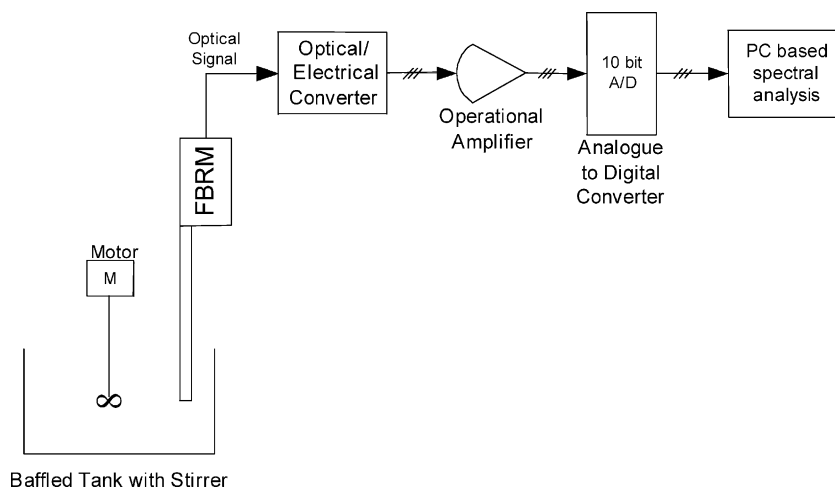 Optical
Signal
Optical/
Electrical
Converter
Operational
Amplifier
10 bit
A/D
Analogue
to Digital
Converter
PC based
spectral
analysis
FBRM
Motor
M
Baffled Tank with Stirrer